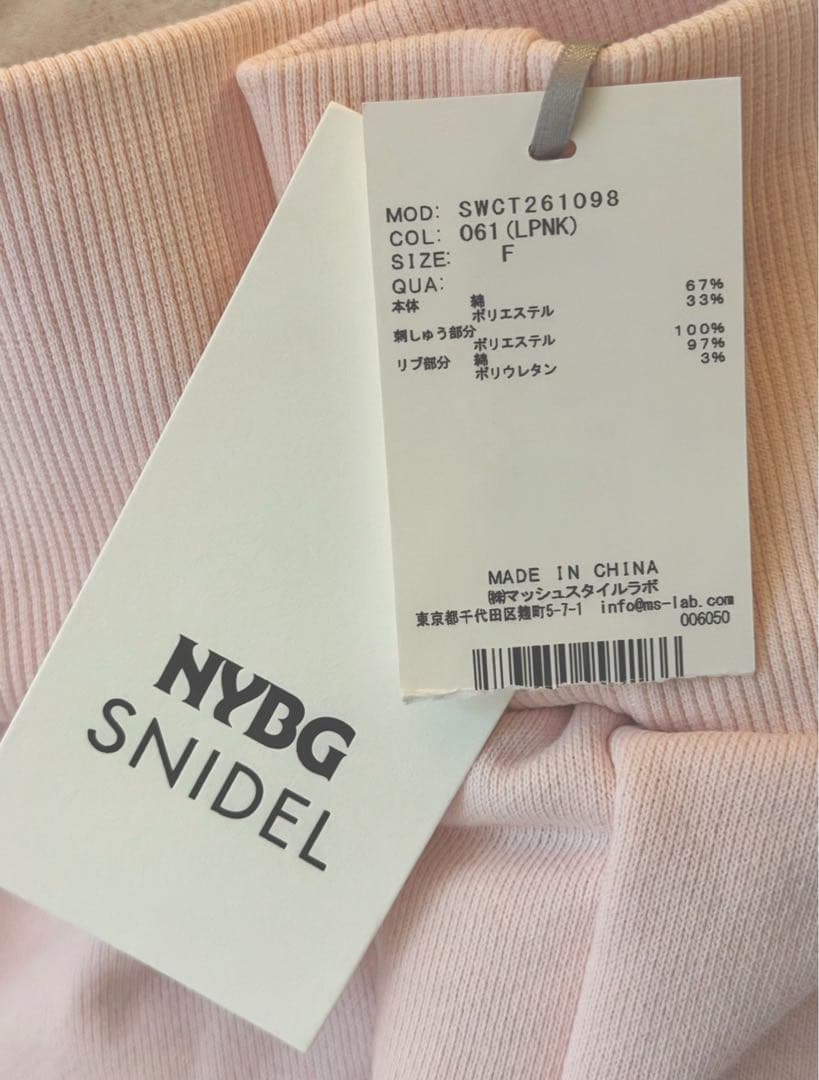 MOD: SWCT261098
COL: 061(LPNK)
SIZE: F
QUA:
本体 綿 67%
ポリエステル 33%
刺しゅう部分
ポリエステル 100%
リブ部分 綿 97%
ポリウレタン 3%
MADE IN CHINA
㈱マッシュスタイルラボ
東京都千代田区麹町5-7-1 info@ms-lab.com
006050
NYBG
SNIDEL